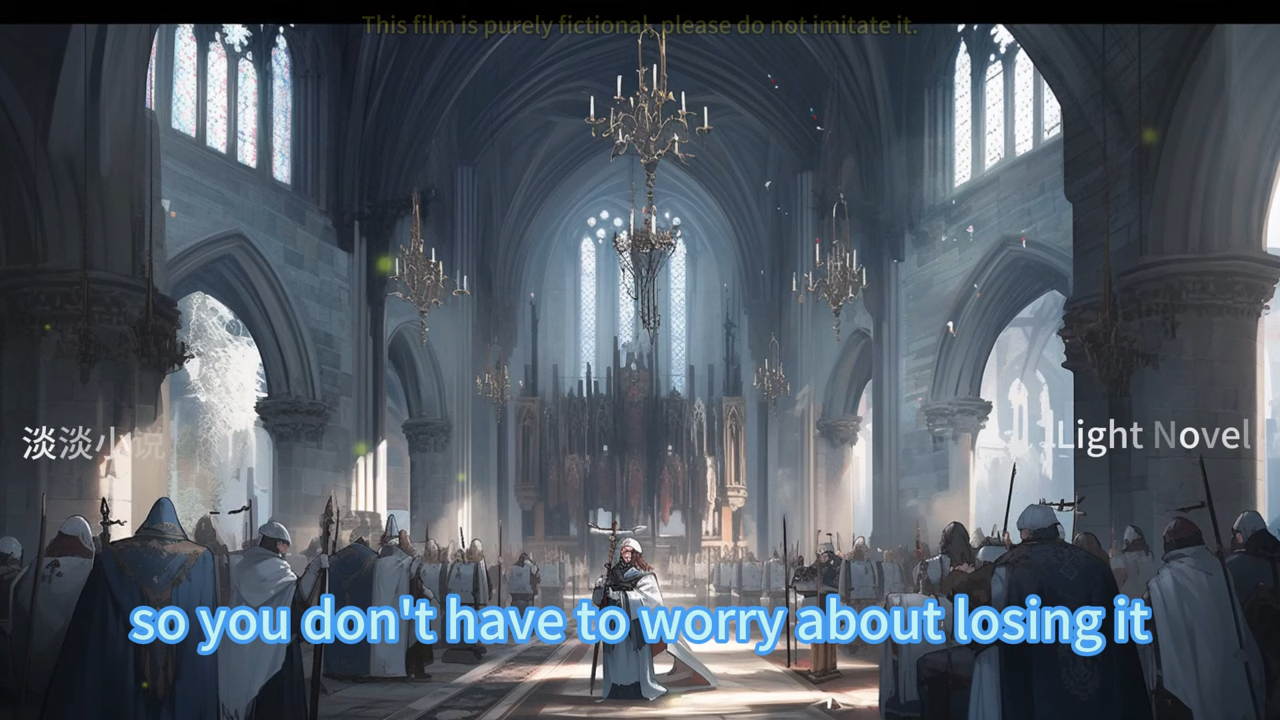 This film is purely fictional, please do not imitate it.
淡淡小说
Light Novel
so you don't have to worry about losing it